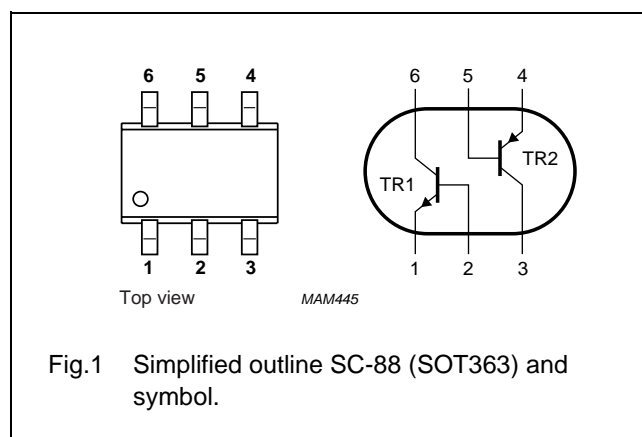 6 5 4
6 5 4
TR1
TR2
1 2 3
1 2 3
Top view
MAM445
Fig.1 Simplified outline SC-88 (SOT363) and
symbol.